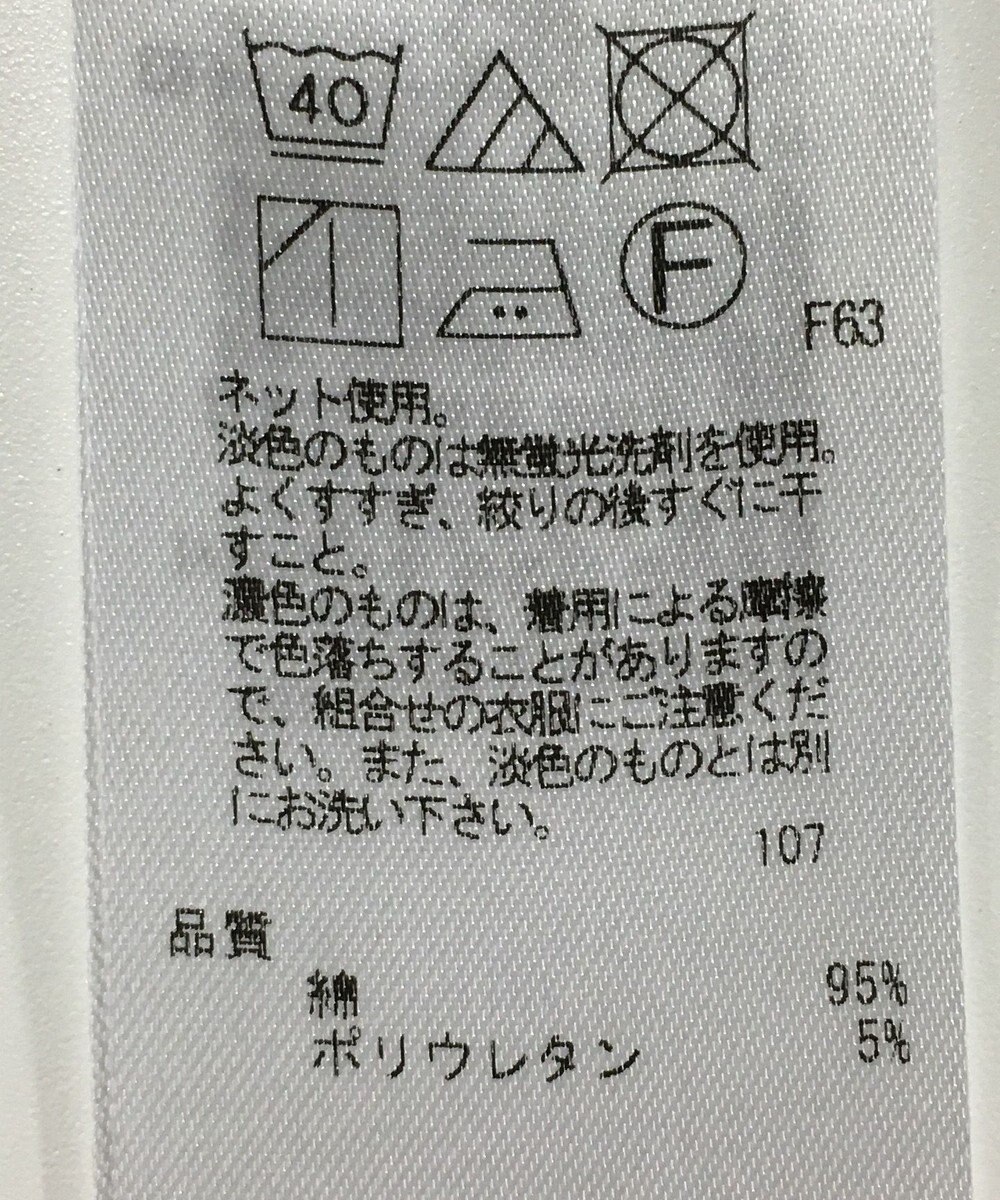 40
F
F63
ネット使用。
淡色のものは無蛍光洗剤を使用。
よくすすぎ、絞りの後すぐに干
すこと。
濃色のものは、着用による摩擦
で色落ちすることがありますの
で、組合せの衣服にご注意くだ
さい。また、淡色のものとは別
にお洗い下さい。
107
品質
綿 95%
ポリウレタン 5%